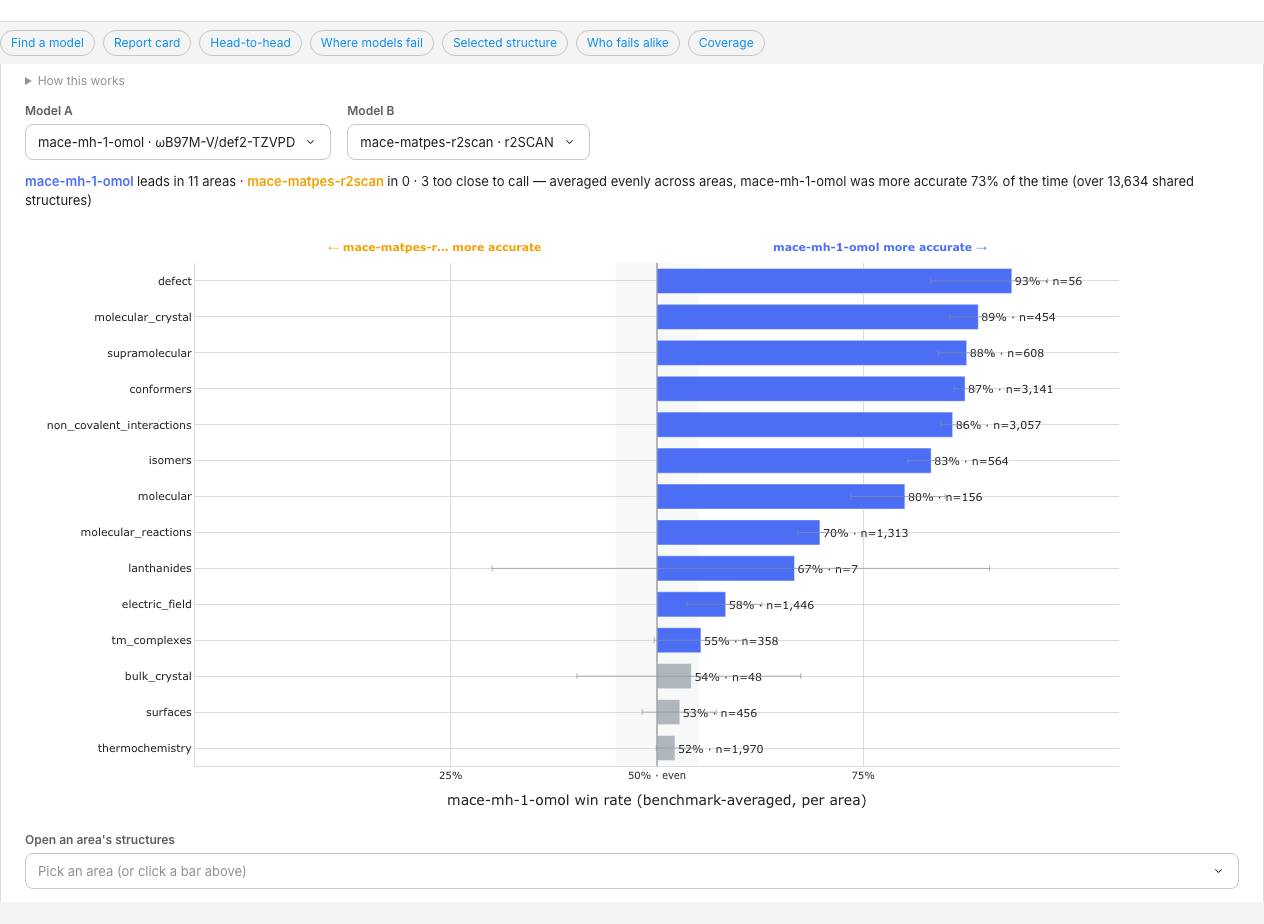 Find a model
Report card
Head-to-head
Where models fail
Selected structure
Who fails alike
Coverage
▶ How this works
Model A
Model B
mace-mh-1-omol · ωB97M-V/def2-TZVPD
mace-matpes-r2scan · r2SCAN
mace-mh-1-omol leads in 11 areas · mace-matpes-r2scan in 0 · 3 too close to call — averaged evenly across areas, mace-mh-1-omol was more accurate 73% of the time (over 13,634 shared
structures)
← mace-matpes-r... more accurate
mace-mh-1-omol more accurate →
defect
93% · n=56
molecular_crystal
89% · n=454
supramolecular
88% · n=608
conformers
87% · n=3,141
non_covalent_interactions
86% · n=3,057
isomers
83% · n=564
molecular
80% · n=156
molecular_reactions
70% · n=1,313
lanthanides
67% · n=7
electric_field
58% · n=1,446
tm_complexes
55% · n=358
bulk_crystal
54% · n=48
surfaces
53% · n=456
thermochemistry
52% · n=1,970
25%
50% · even
75%
mace-mh-1-omol win rate (benchmark-averaged, per area)
Open an area's structures
Pick an area (or click a bar above)